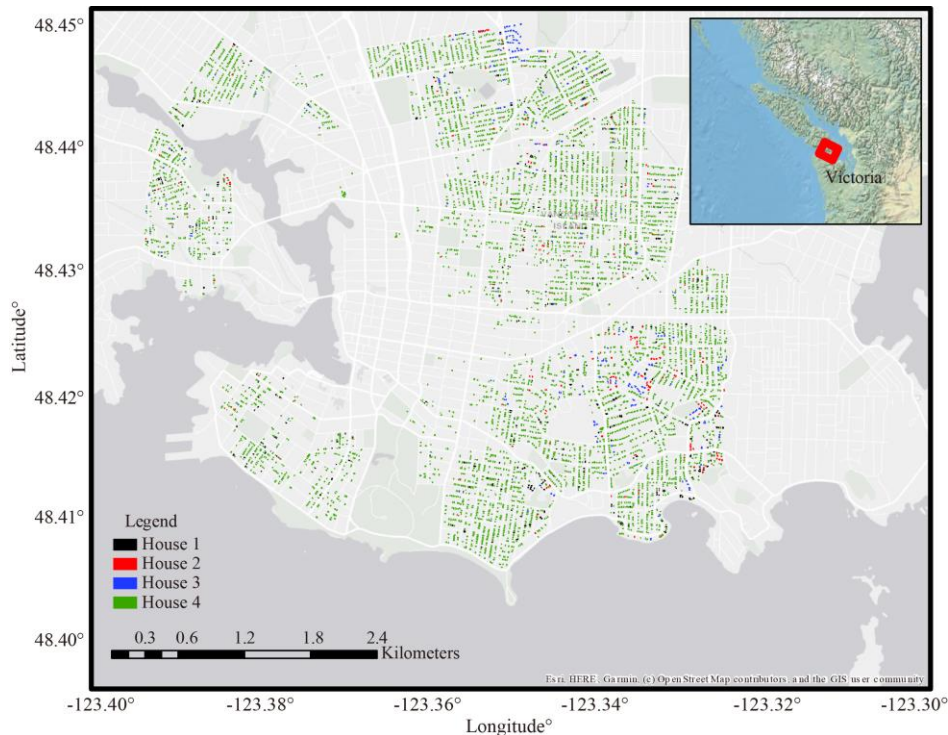 48.45°
48.44°
48.43°
48.42°
48.41°
48.40°
Latitude°
Victoria
Legend
House 1
House 2
House 3
House 4
0.3 0.6 1.2 1.8 2.4
Kilometers
Esri, HERE, Garmin, (c) OpenStreetMap contributors, and the GIS user community
-123.40° -123.38° -123.36° -123.34° -123.32° -123.30°
Longitude°